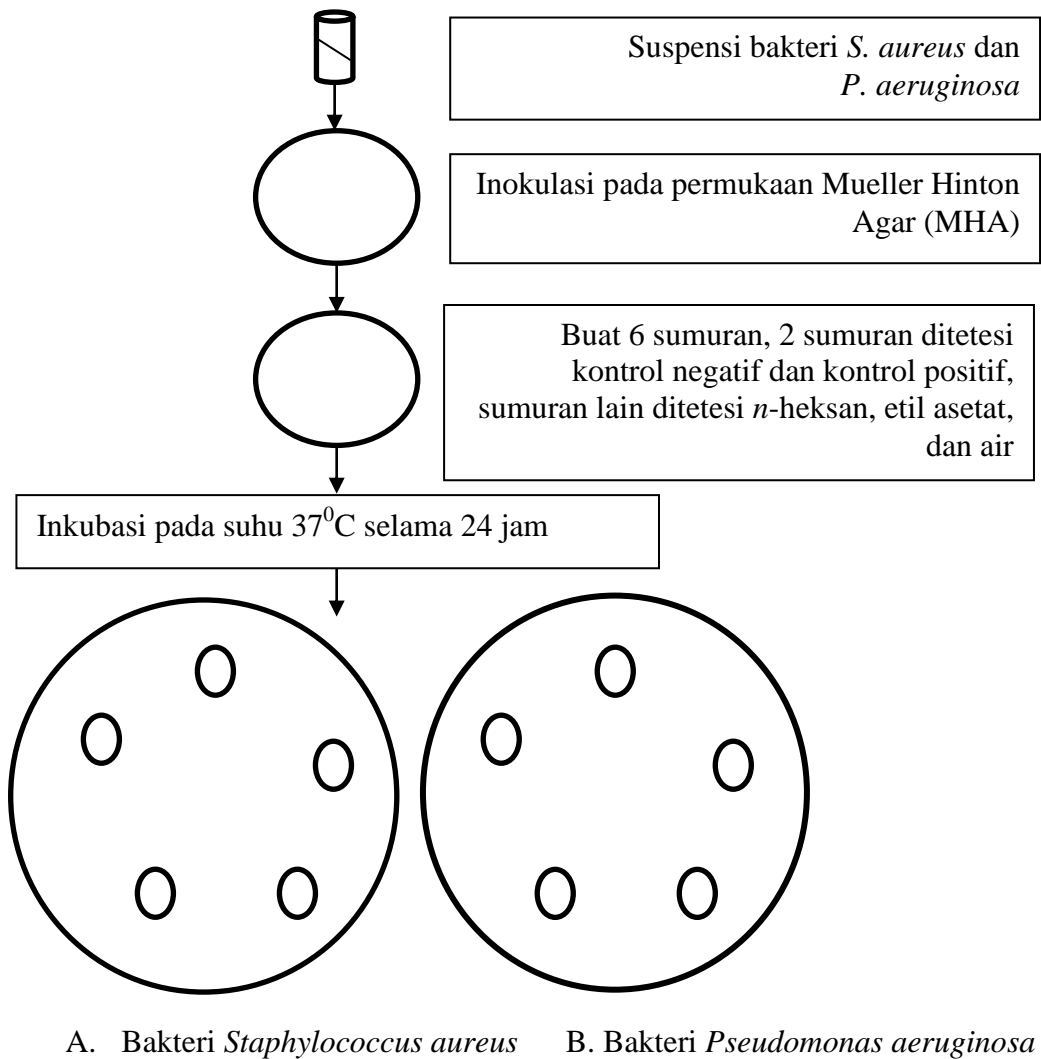 Suspensi bakteri S. aureus dan
P. aeruginosa
Inokulasi pada permukaan Mueller Hinton
Agar (MHA)
Buat 6 sumuran, 2 sumuran ditetesi
kontrol negatif dan kontrol positif,
sumuran lain ditetesi n-heksan, etil asetat,
dan air
Inkubasi pada suhu 37⁰C selama 24 jam
A. Bakteri Staphylococcus aureus B. Bakteri Pseudomonas aeruginosa